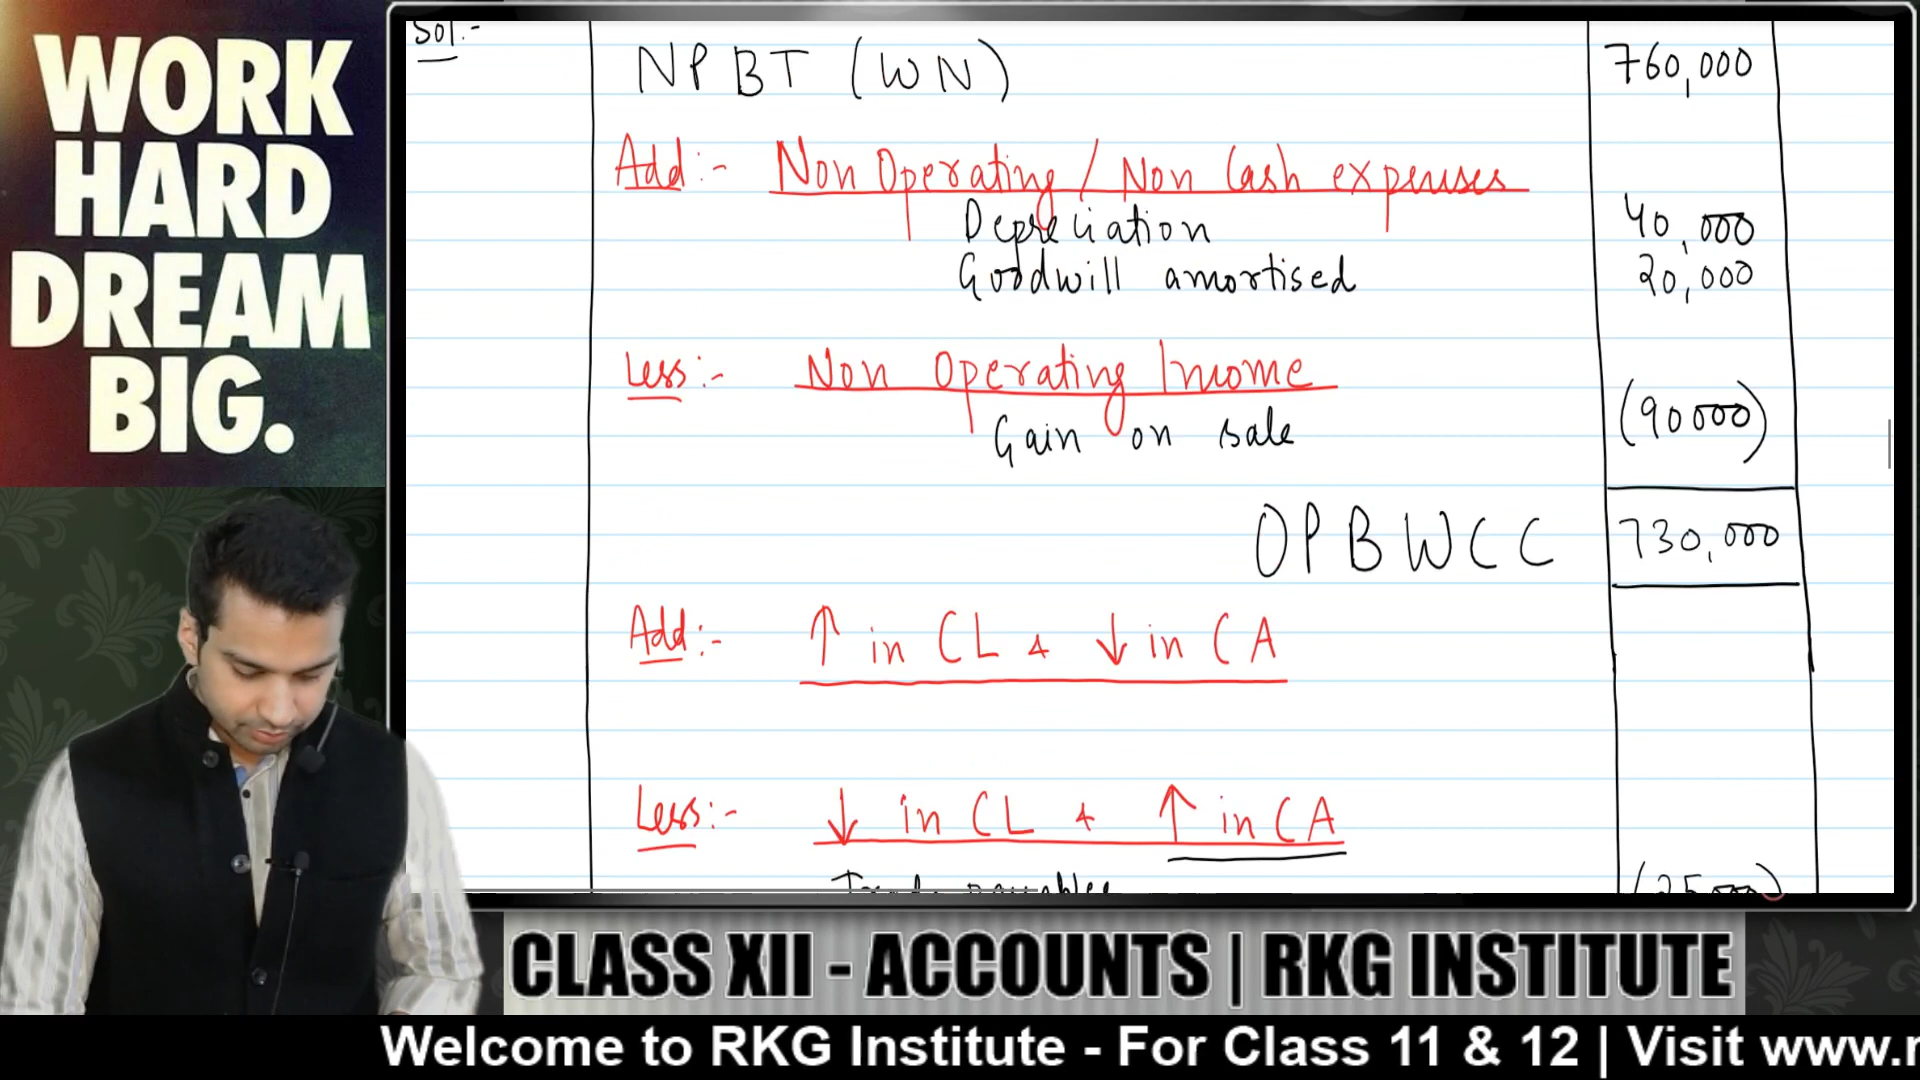 WORK
HARD
DREAM
BIG.
Sol:-
NPBT (WN) 760,000
Add:- Non Operating / Non Cash expenses
Depreciation 40,000
Goodwill amortised 20,000
Less:- Non Operating Income
Gain on sale (90000)
OPBWCC 730,000
Add:- ↑ in CL & ↓ in CA
Less:- ↓ in CL & ↑ in CA
Trade payables
CLASS XII - ACCOUNTS | RKG INSTITUTE
Welcome to RKG Institute - For Class 11 & 12 | Visit www.